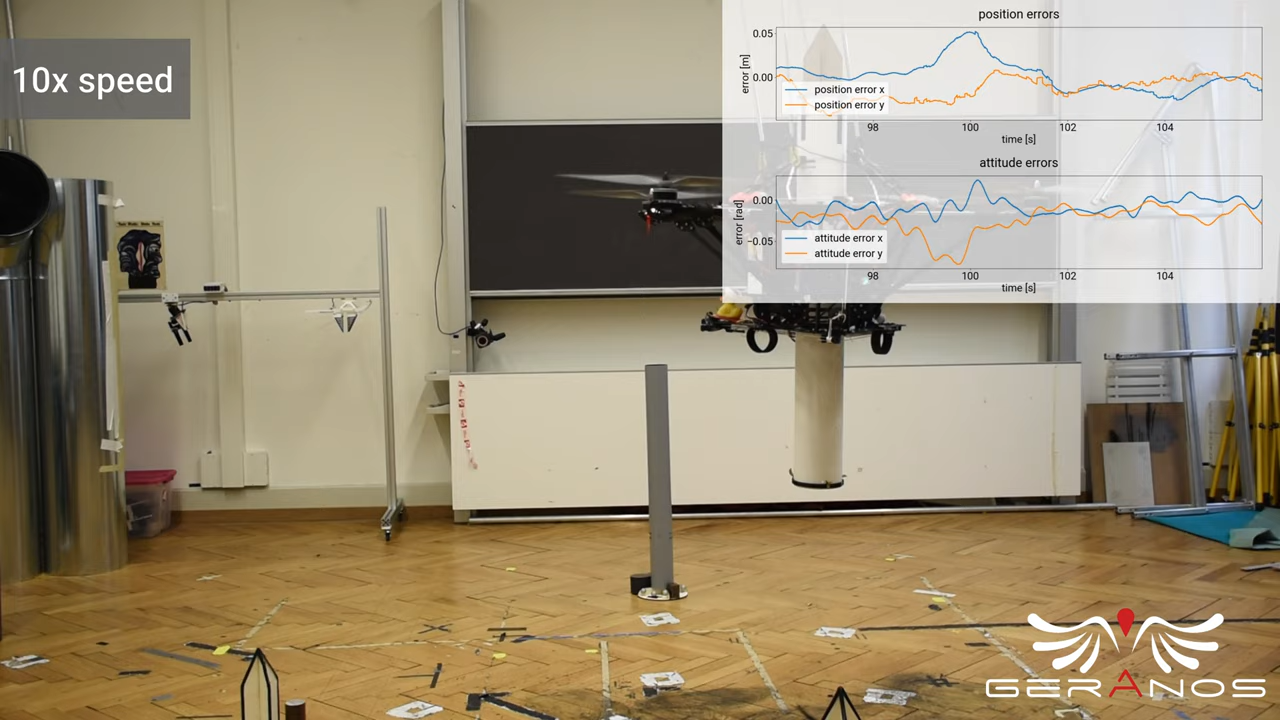 10x speed
position errors
error [m]
0.05
0.00
position error x
position error y
98
100
102
104
time [s]
attitude errors
error [rad]
0.00
−0.05
attitude error x
attitude error y
98
100
102
104
time [s]
GERANOS